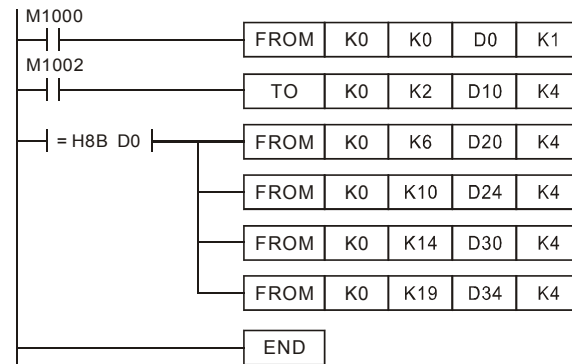 M1000
FROM K0 K0 D0 K1
M1002
TO K0 K2 D10 K4
= H8B D0 FROM K0 K6 D20 K4
FROM K0 K10 D24 K4
FROM K0 K14 D30 K4
FROM K0 K19 D34 K4
END